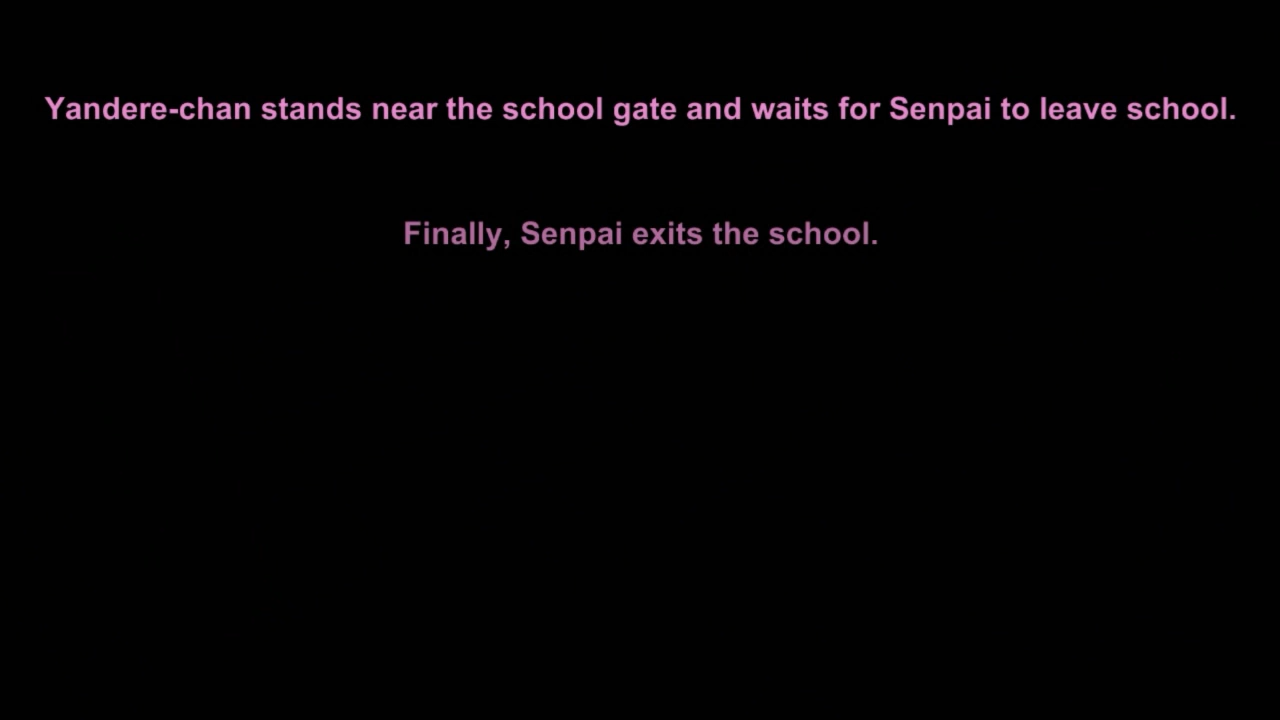 Yandere-chan stands near the school gate and waits for Senpai to leave school.
Finally, Senpai exits the school.